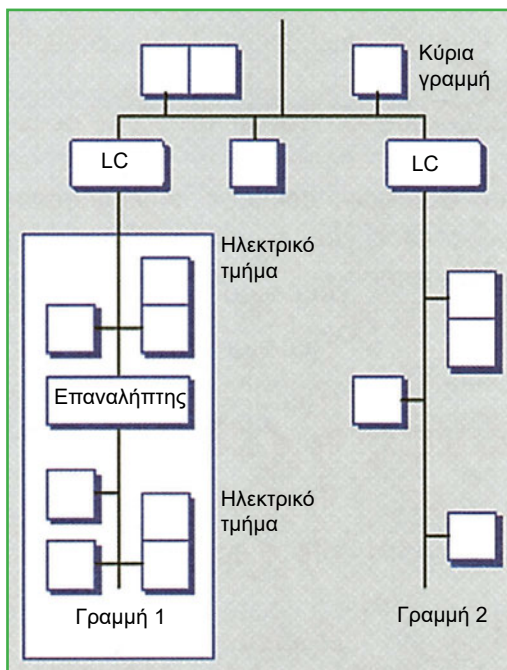 Κύρια
γραμμή
LC
LC
Ηλεκτρικό
τμήμα
Επαναλήπτης
Ηλεκτρικό
τμήμα
Γραμμή 1
Γραμμή 2